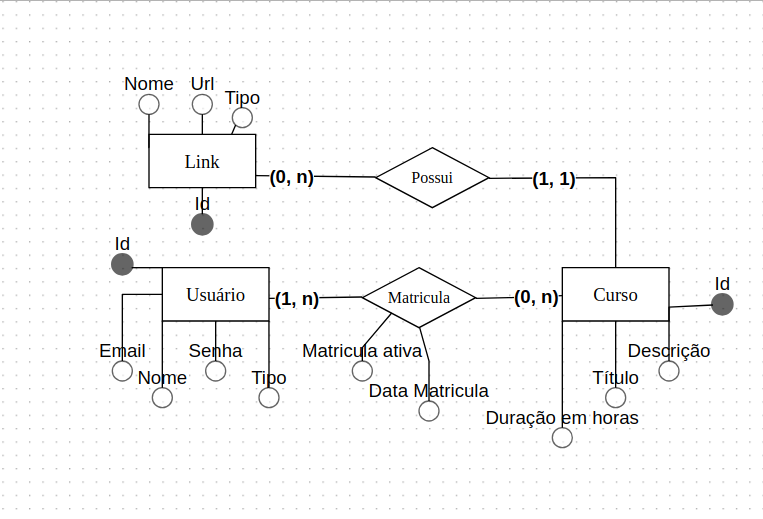 Nome
Url
Tipo
Link
(0, n)
Possui
(1, 1)
Id
Id
Usuário
(1, n)
Matricula
(0, n)
Curso
Id
Email
Senha
Matricula ativa
Descrição
Nome
Tipo
Data Matricula
Título
Duração em horas